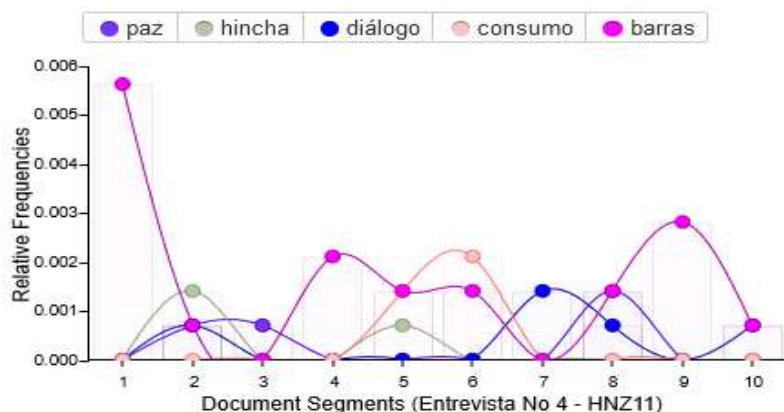 paz hincha diálogo consumo barras
0.006
0.005
0.004
0.003
0.002
0.001
0.000
Relative Frequencies
1 2 3 4 5 6 7 8 9 10
Document Segments (Entrevista No 4 - HNZ11)